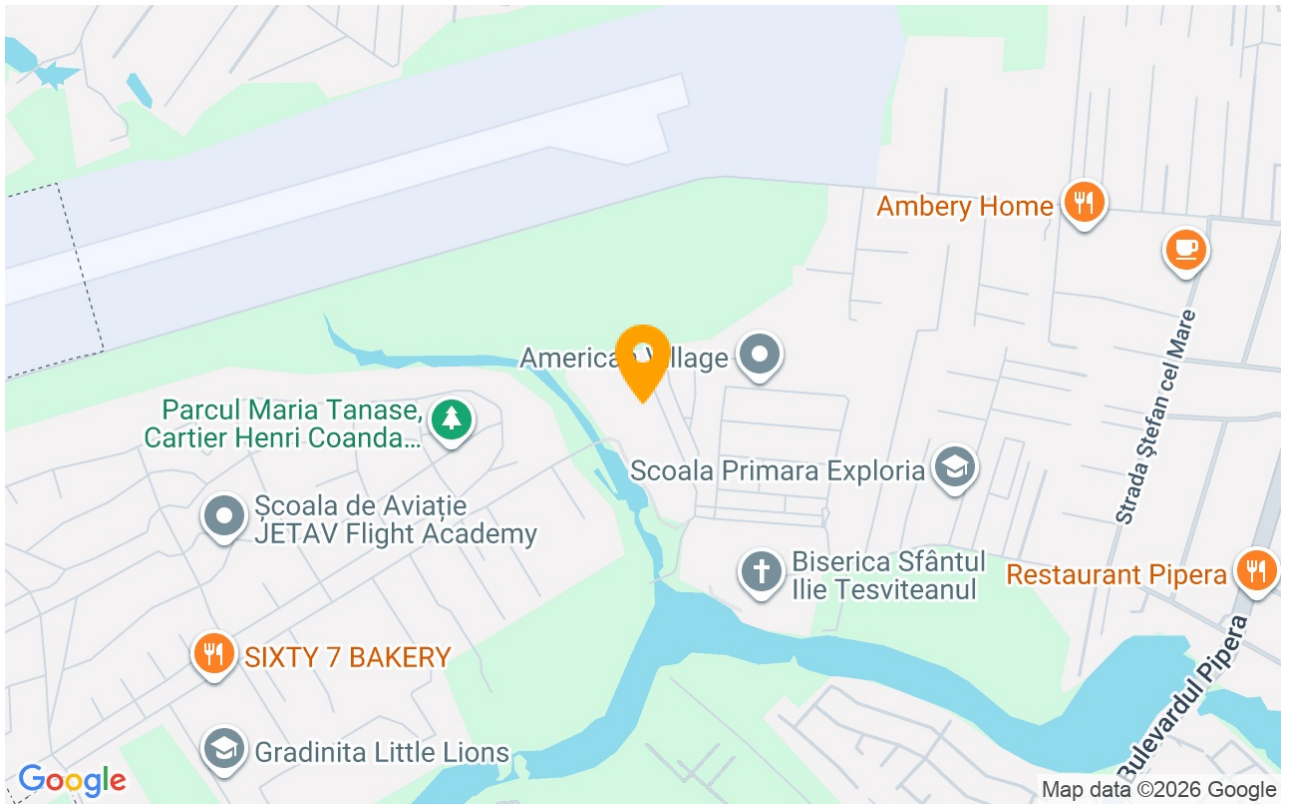 Ambery Home
American Village
Strada Ștefan cel Mare
Parcul Maria Tanase,
Cartier Henri Coanda...
Scoala Primara Exploria
Școala de Aviație
JETAV Flight Academy
Biserica Sfântul
Ilie Tesviteanul
Restaurant Pipera
SIXTY 7 BAKERY
Bulevardul Pipera
Gradinita Little Lions
Google
Map data ©2026 Google